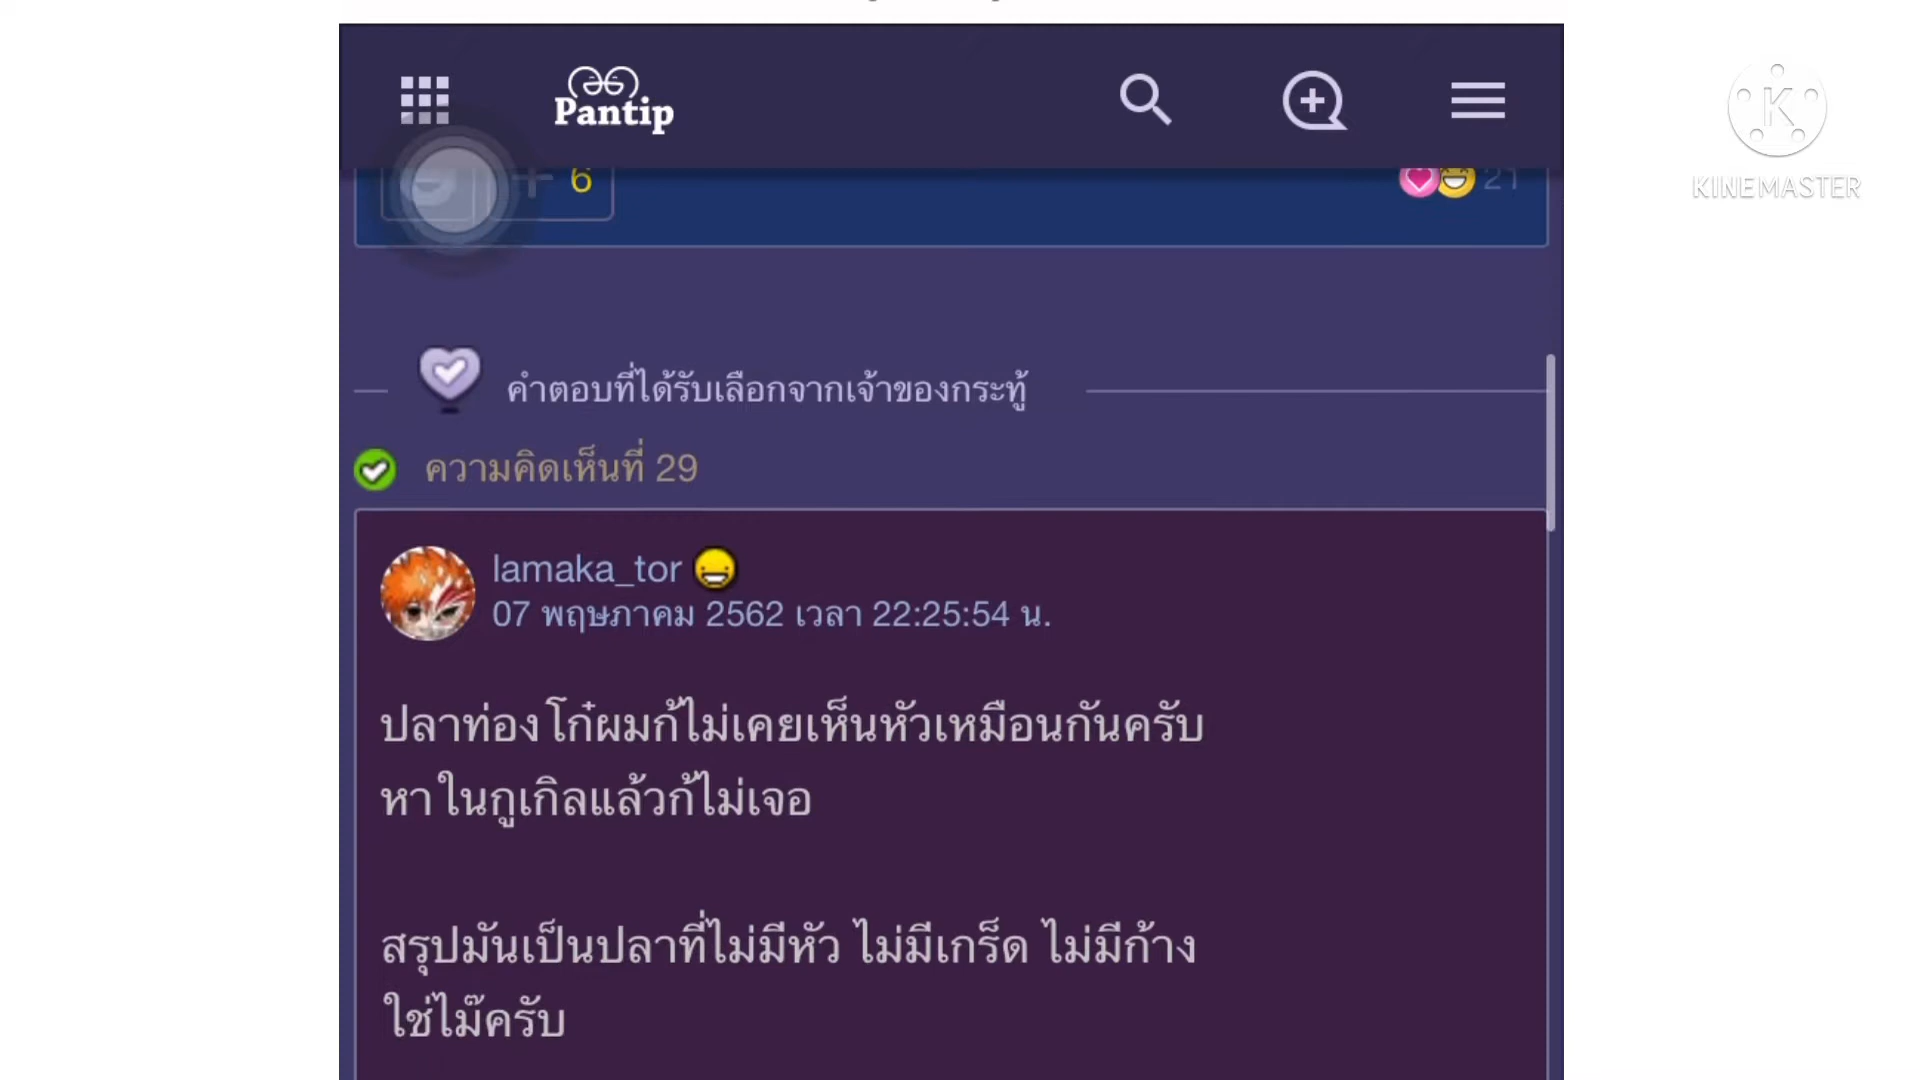 Pantip
KINEMASTER
+ 6
21
คำตอบที่ได้รับเลือกจากเจ้าของกระทู้
ความคิดเห็นที่ 29
lamaka_tor
07 พฤษภาคม 2562 เวลา 22:25:54 น.
ปลาท่องโก๋ผมก้ไม่เคยเห็นหัวเหมือนกันครับ
หาในกูเกิลแล้วก้ไม่เจอ
สรุปมันเป็นปลาที่ไม่มีหัว ไม่มีเกร็ด ไม่มีก้าง
ใช่ไม๊ครับ